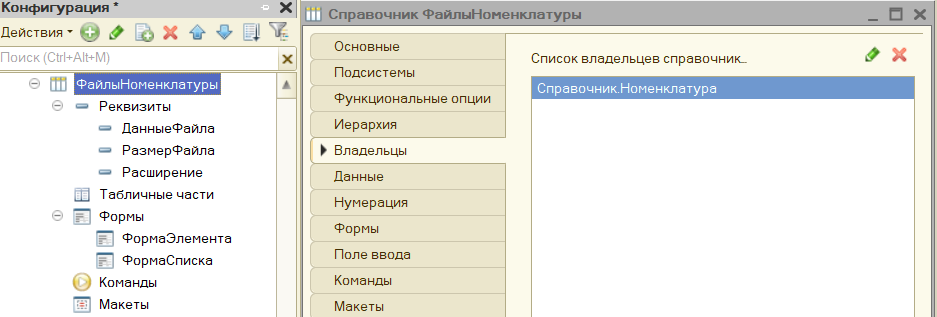 Конфигурация *
Действия
Поиск (Ctrl+Alt+M)
ФайлыНоменклатуры
Реквизиты
ДанныеФайла
РазмерФайла
Расширение
Табличные части
Формы
ФормаЭлемента
ФормаСписка
Команды
Макеты
Справочник ФайлыНоменклатуры
Основные
Подсистемы
Функциональные опции
Иерархия
Владельцы
Данные
Нумерация
Формы
Поле ввода
Команды
Макеты
Список владельцев справочник...
Справочник.Номенклатура